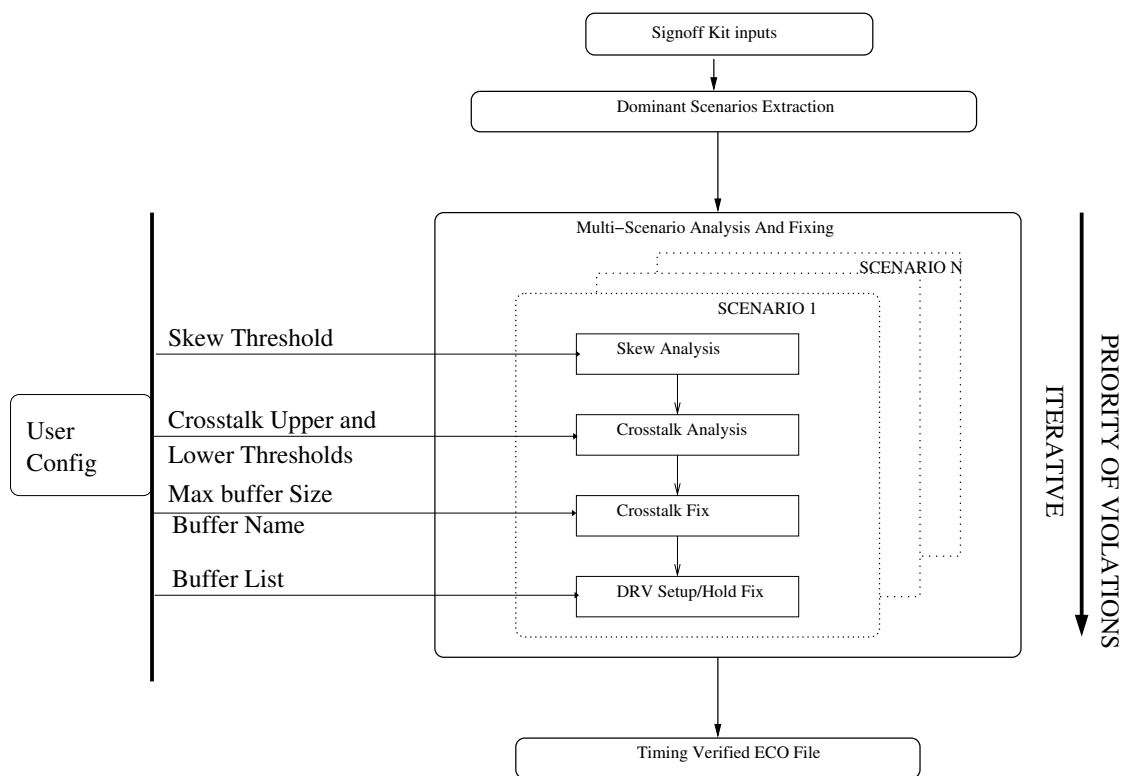 Signoff Kit inputs
Dominant Scenarios Extraction
Multi−Scenario Analysis And Fixing
SCENARIO N
SCENARIO 1
Skew Threshold
Skew Analysis
Crosstalk Upper and
Lower Thresholds
Crosstalk Analysis
User
Config
Max buffer Size
Buffer Name
Crosstalk Fix
Buffer List
DRV Setup/Hold Fix
ITERATIVE
PRIORITY OF VIOLATIONS
Timing Verified ECO File